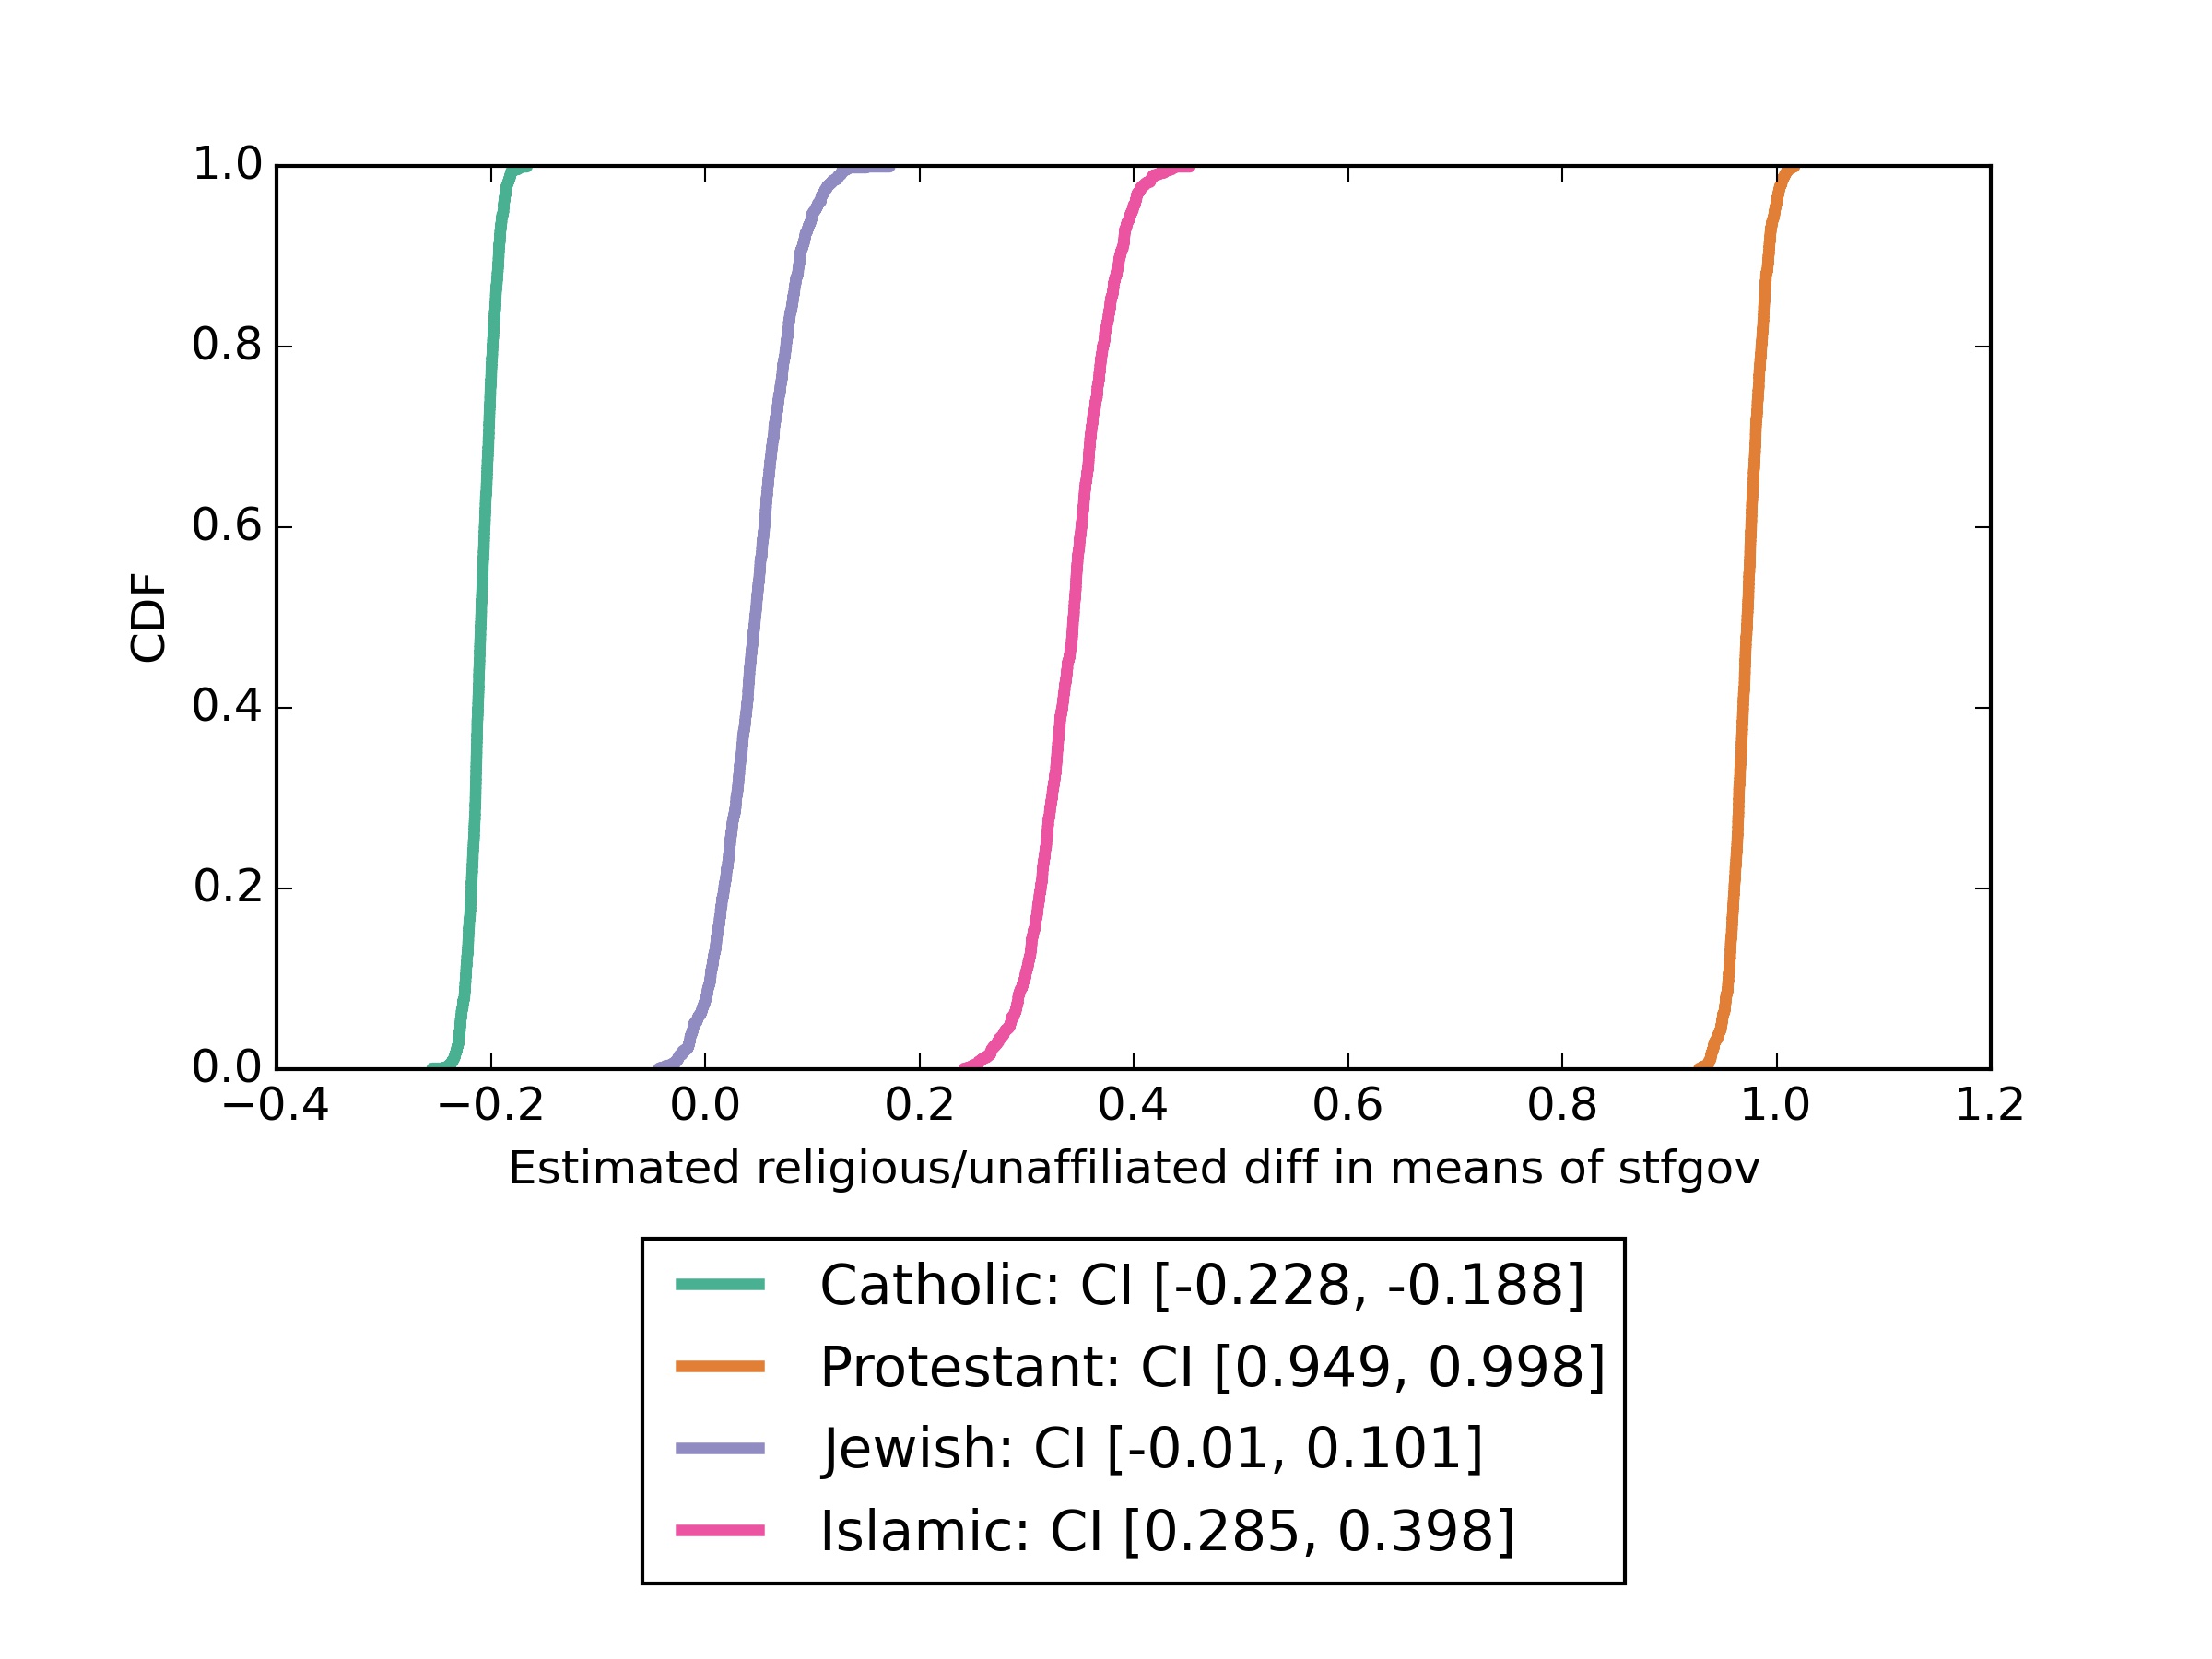 1.0
0.8
0.6
0.4
0.2
0.0
CDF
−0.4 −0.2 0.0 0.2 0.4 0.6 0.8 1.0 1.2
Estimated religious/unaffiliated diff in means of stfgov
Catholic: CI [-0.228, -0.188]
Protestant: CI [0.949, 0.998]
Jewish: CI [-0.01, 0.101]
Islamic: CI [0.285, 0.398]